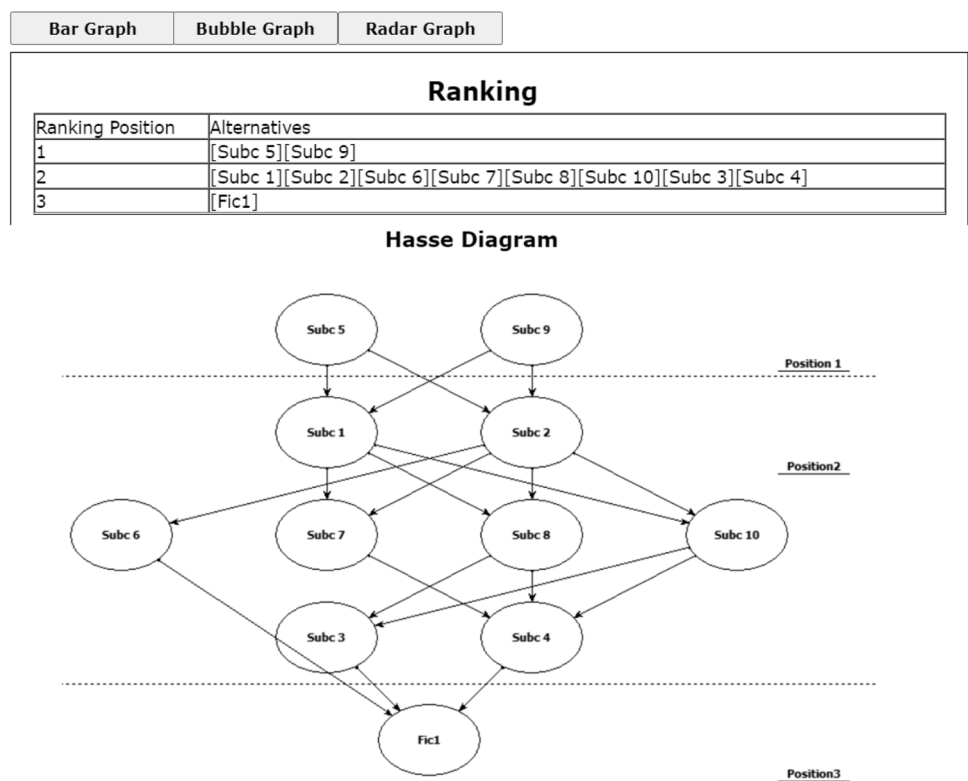 Bar Graph Bubble Graph Radar Graph
Ranking
Ranking Position Alternatives
1 [Subc 5][Subc 9]
2 [Subc 1][Subc 2][Subc 6][Subc 7][Subc 8][Subc 10][Subc 3][Subc 4]
3 [Fic1]
Hasse Diagram
Subc 5 Subc 9
Position 1
Subc 1 Subc 2
Position2
Subc 6 Subc 7 Subc 8 Subc 10
Subc 3 Subc 4
Fic1
Position3